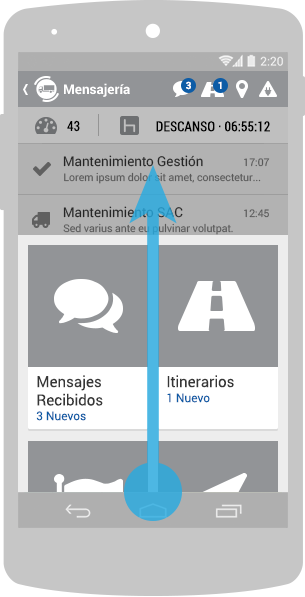 2:20
Mensajería
3
1
43
DESCANSO · 06:55:12
Mantenimiento Gestión
17:07
Lorem ipsum dolor sit amet, consectetur...
Mantenimiento SAC
12:45
Sed varius ante eu pulvinar volutpat.
Mensajes
Recibidos
3 Nuevos
Itinerarios
1 Nuevo